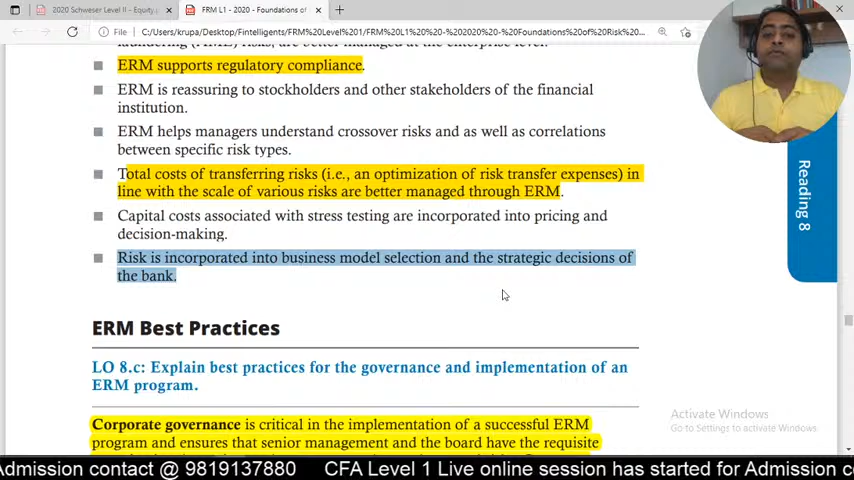 2020 Schweser Level II - Equity.p
FRM L1 - 2020 - Foundations of
File
C:/Users/krupa/Desktop/Fintelligents/FRM%20Level%201/FRM%20L1%20-%202020%20-%20Foundations%20of%20Risk%20...
ERM supports regulatory compliance.
ERM is reassuring to stockholders and other stakeholders of the financial
institution.
ERM helps managers understand crossover risks and as well as correlations
between specific risk types.
Total costs of transferring risks (i.e., an optimization of risk transfer expenses) in
line with the scale of various risks are better managed through ERM.
Capital costs associated with stress testing are incorporated into pricing and
decision-making.
Risk is incorporated into business model selection and the strategic decisions of
the bank.
Reading 8
ERM Best Practices
LO 8.c: Explain best practices for the governance and implementation of an
ERM program.
Corporate governance is critical in the implementation of a successful ERM
program and ensures that senior management and the board have the requisite
Activate Windows
Go to Settings to activate Windows.
Admission contact @ 9819137880 CFA Level 1 Live online session has started for Admission co